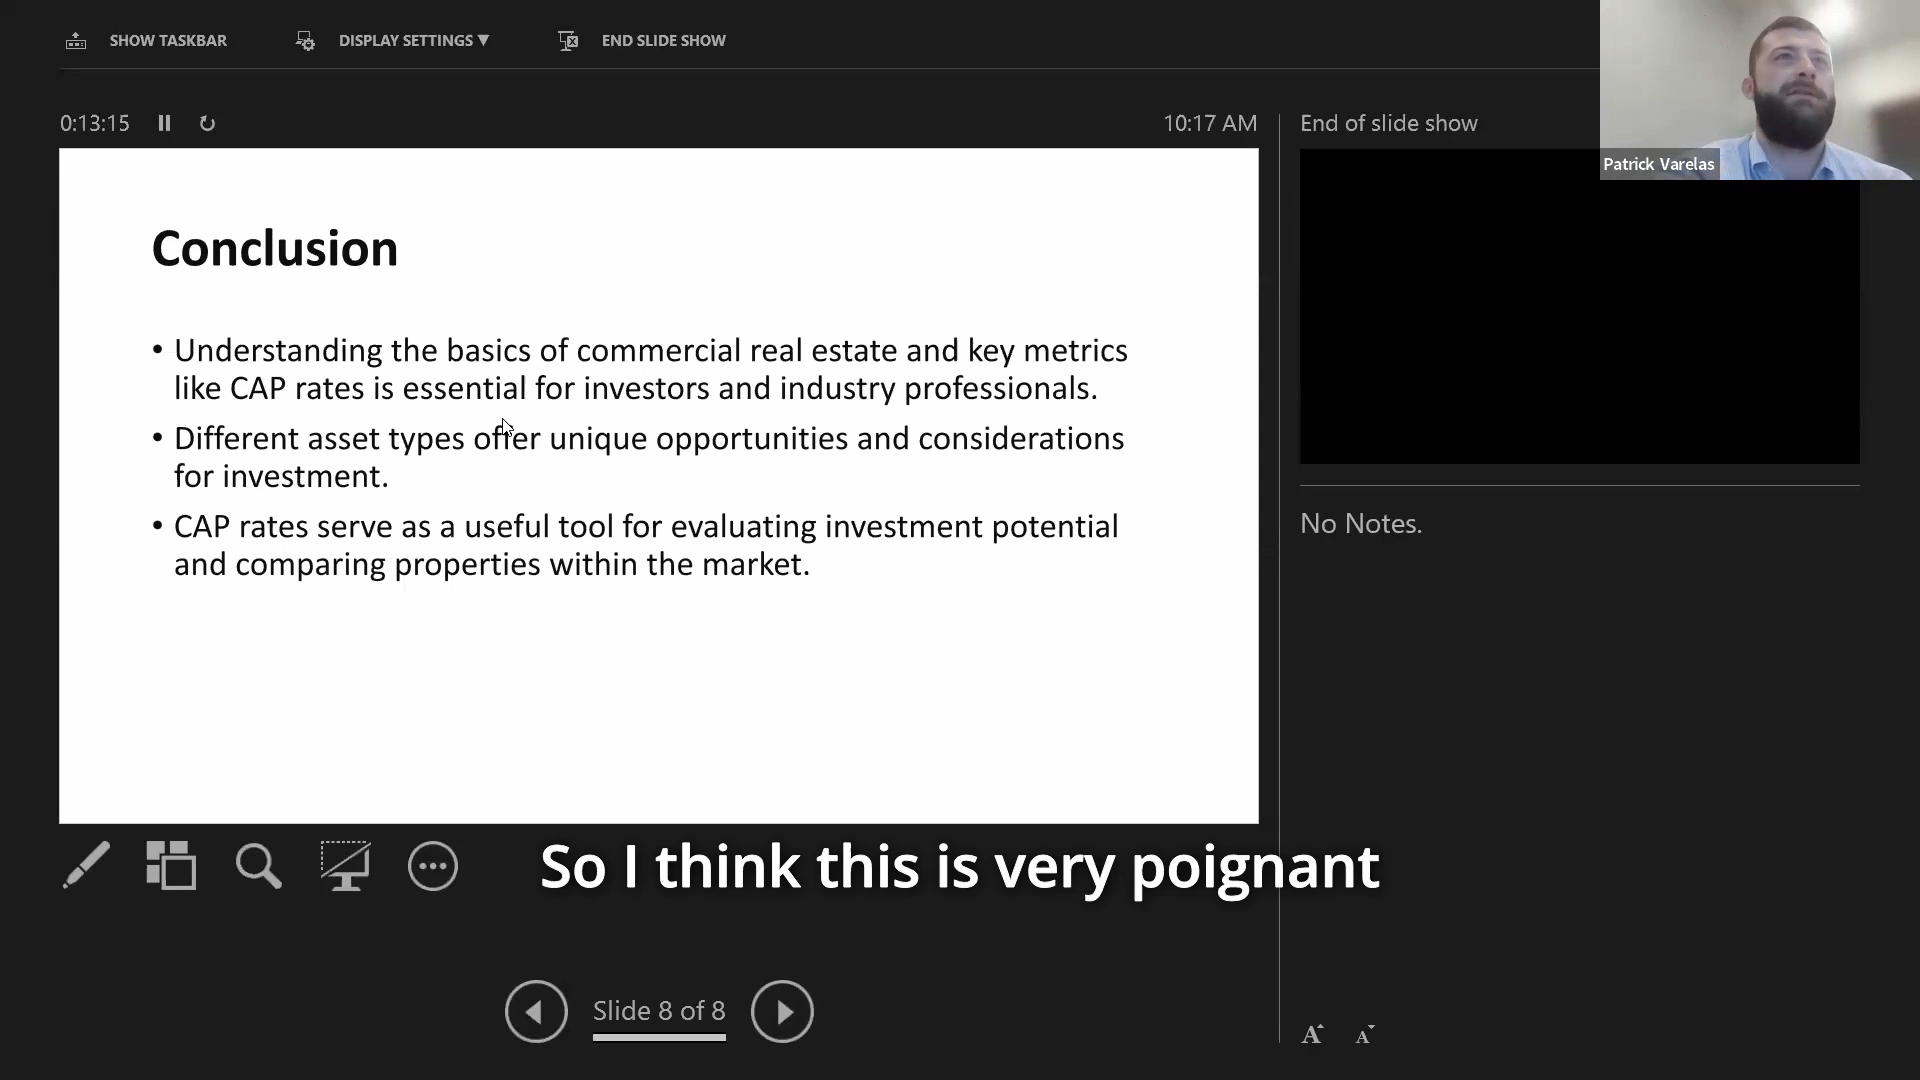 SHOW TASKBAR
DISPLAY SETTINGS ▼
END SLIDE SHOW
0:13:15
10:17 AM
End of slide show
Patrick Varelas
Conclusion
• Understanding the basics of commercial real estate and key metrics
like CAP rates is essential for investors and industry professionals.
• Different asset types offer unique opportunities and considerations
for investment.
• CAP rates serve as a useful tool for evaluating investment potential
and comparing properties within the market.
No Notes.
So I think this is very poignant
Slide 8 of 8
A A